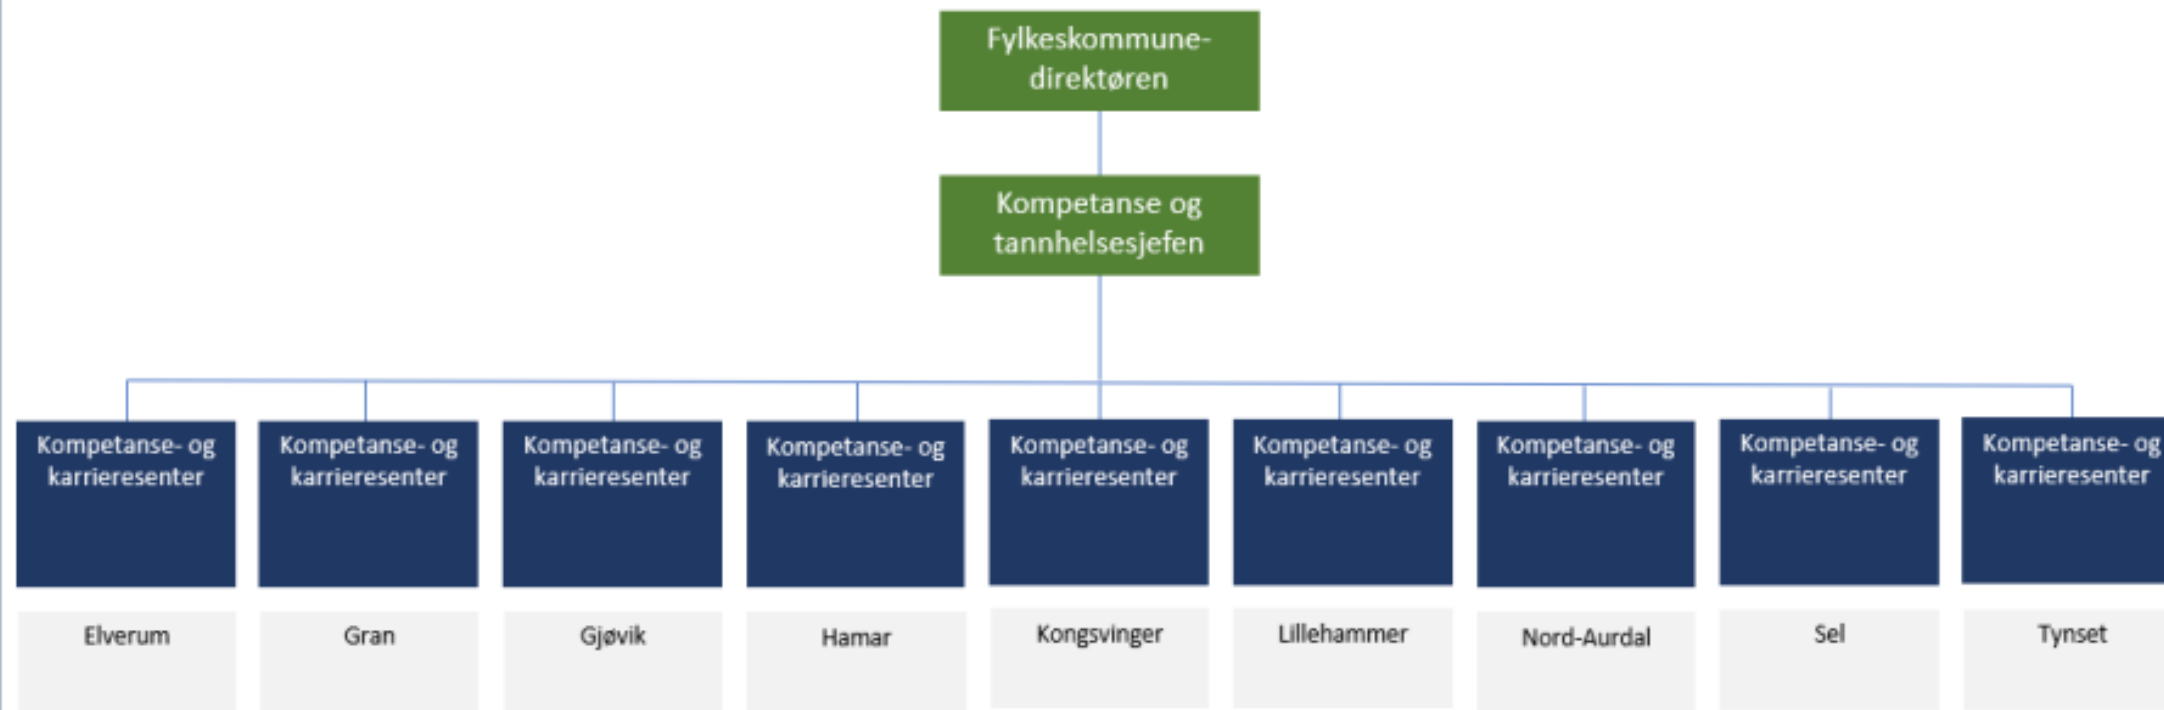 Fylkeskommune-
direktøren
Kompetanse og
tannhelsesjefen
Kompetanse- og
karrieresenter
Kompetanse- og
karrieresenter
Kompetanse- og
karrieresenter
Kompetanse- og
karrieresenter
Kompetanse- og
karrieresenter
Kompetanse- og
karrieresenter
Kompetanse- og
karrieresenter
Kompetanse- og
karrieresenter
Kompetanse- og
karrieresenter
Elverum
Gran
Gjøvik
Hamar
Kongsvinger
Lillehammer
Nord-Aurdal
Sel
Tynset